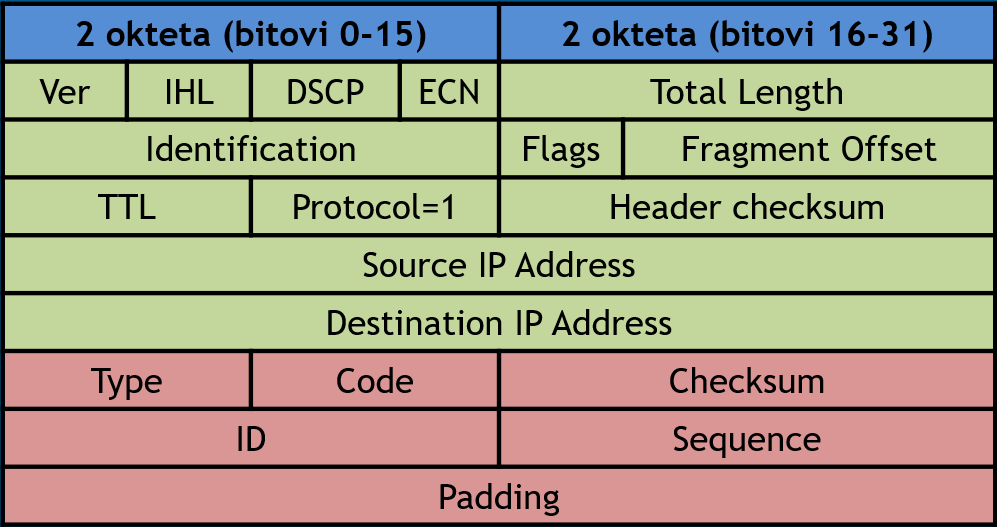 2 okteta (bitovi 0-15) 2 okteta (bitovi 16-31)
Ver IHL DSCP ECN Total Length
Identification Flags Fragment Offset
TTL Protocol=1 Header checksum
Source IP Address
Destination IP Address
Type Code Checksum
ID Sequence
Padding